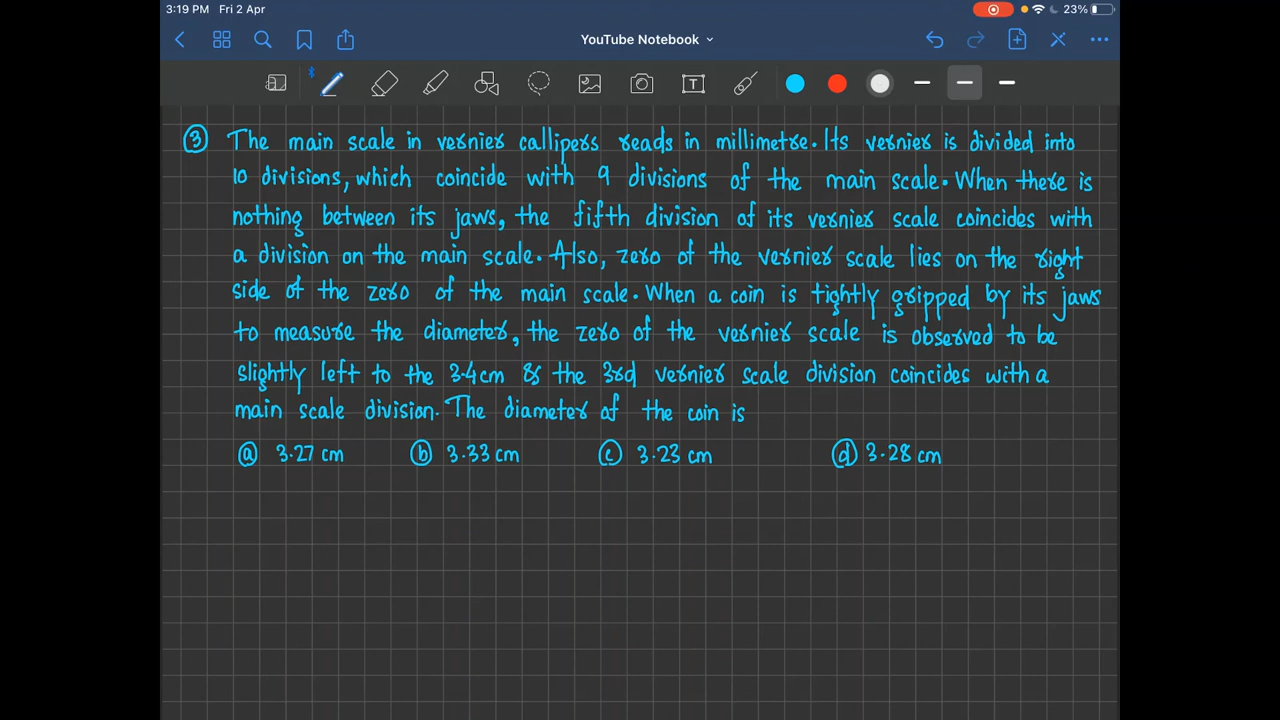 3:19 PM Fri 2 Apr
23%
YouTube Notebook
T
3 The main scale in vernier callipers reads in millimetre. Its vernier is divided into
10 divisions, which coincide with 9 divisions of the main scale. When there is
nothing between its jaws, the fifth division of its vernier scale coincides with
a division on the main scale. Also, zero of the vernier scale lies on the right
side of the zero of the main scale. When a coin is tightly gripped by its jaws
to measure the diameter, the zero of the vernier scale is observed to be
slightly left to the 3.4cm & the 3rd vernier scale division coincides with a
main scale division. The diameter of the coin is
a 3.27 cm b 3.33 cm c 3.23 cm d 3.28 cm